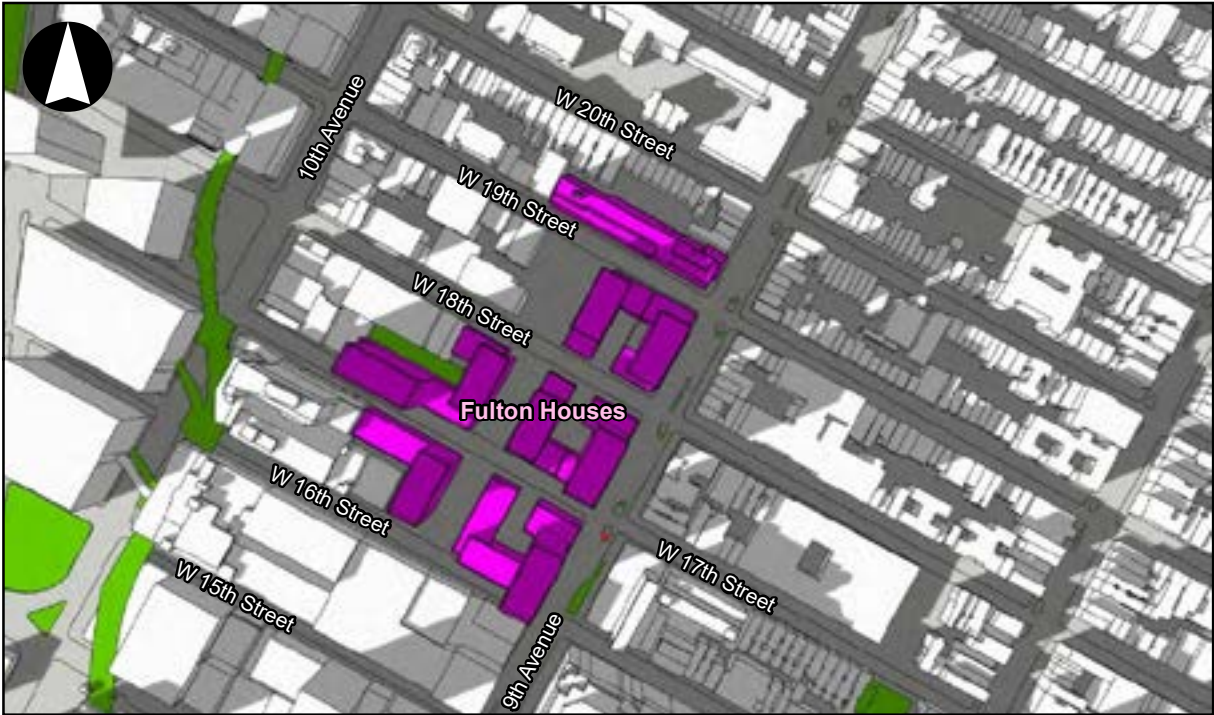 W 20th Street
10th Avenue
W 19th Street
W 18th Street
Fulton Houses
W 16th Street
W 17th Street
W 15th Street
9th Avenue